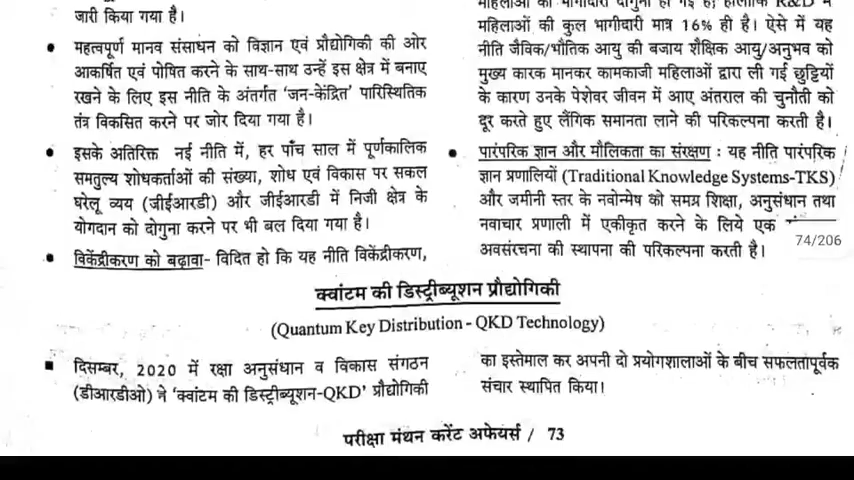 जारी किया गया है।
• महत्वपूर्ण मानव संसाधन को विज्ञान एवं प्रौद्योगिकी की ओर
आकर्षित एवं पोषित करने के साथ-साथ उन्हें इस क्षेत्र में बनाए
रखने के लिए इस नीति के अंतर्गत ‘जन-केंद्रित’ पारिस्थितिक
तंत्र विकसित करने पर जोर दिया गया है।
• इसके अतिरिक्त नई नीति में, हर पाँच साल में पूर्णकालिक
समतुल्य शोधकर्ताओं की संख्या, शोध एवं विकास पर सकल
घरेलू व्यय (जीईआरडी) और जीईआरडी में निजी क्षेत्र के
योगदान को दोगुना करने पर भी बल दिया गया है।
• विकेंद्रीकरण को बढ़ावा- विदित हो कि यह नीति विकेंद्रीकरण,
महिलाओं की भागीदारी दोगुनी हो गई है; हालाँकि R&D में
महिलाओं की कुल भागीदारी मात्र 16% ही है। ऐसे में यह
नीति जैविक/भौतिक आयु की बजाय शैक्षिक आयु/अनुभव को
मुख्य कारक मानकर कामकाजी महिलाओं द्वारा ली गई छुट्टियों
के कारण उनके पेशेवर जीवन में आए अंतराल की चुनौती को
दूर करते हुए लैंगिक समानता लाने की परिकल्पना करती है।
• पारंपरिक ज्ञान और मौलिकता का संरक्षण : यह नीति पारंपरिक
ज्ञान प्रणालियों (Traditional Knowledge Systems-TKS)
और जमीनी स्तर के नवोन्मेष को समग्र शिक्षा, अनुसंधान तथा
नवाचार प्रणाली में एकीकृत करने के लिये एक
अवसंरचना की स्थापना की परिकल्पना करती है।
74/206
क्वांटम की डिस्ट्रीब्यूशन प्रौद्योगिकी
(Quantum Key Distribution - QKD Technology)
■ दिसम्बर, 2020 में रक्षा अनुसंधान व विकास संगठन
(डीआरडीओ) ने ‘क्वांटम की डिस्ट्रीब्यूशन-QKD’ प्रौद्योगिकी
का इस्तेमाल कर अपनी दो प्रयोगशालाओं के बीच सफलतापूर्वक
संचार स्थापित किया।
परीक्षा मंथन करेंट अफेयर्स / 73